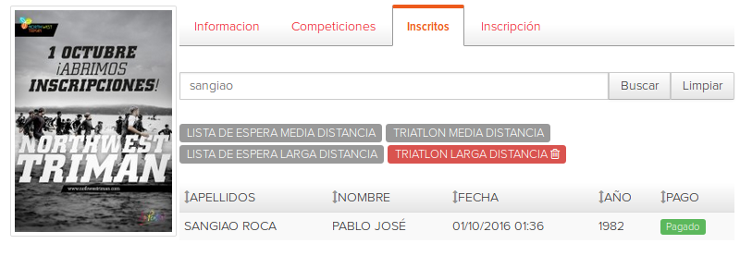 NORTHWEST
1 OCTUBRE
¡ABRIMOS
INSCRIPCIONES!
NORTHWEST
TRIMAN
www.northwesttriman.com
Informacion Competiciones Inscritos Inscripción
sangiao Buscar Limpiar
LISTA DE ESPERA MEDIA DISTANCIA TRIATLON MEDIA DISTANCIA
LISTA DE ESPERA LARGA DISTANCIA TRIATLON LARGA DISTANCIA
APELLIDOS NOMBRE FECHA AÑO PAGO
SANGIAO ROCA PABLO JOSÉ 01/10/2016 01:36 1982 Pagado